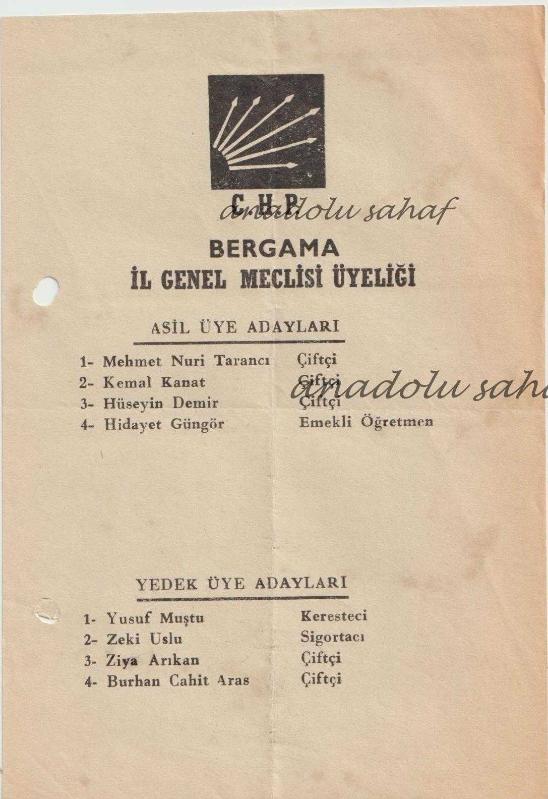 C.H.P.
anadolu sahaf
BERGAMA
İL GENEL MECLİSİ ÜYELİĞİ
ASİL ÜYE ADAYLARI
1- Mehmet Nuri Tarancı Çiftçi
2- Kemal Kanat Çiftçi
anadolu sahaf
3- Hüseyin Demir Çiftçi
4- Hidayet Güngör Emekli Öğretmen
YEDEK ÜYE ADAYLARI
1- Yusuf Muştu Keresteci
2- Zeki Uslu Sigortacı
3- Ziya Arıkan Çiftçi
4- Burhan Cahit Aras Çiftçi